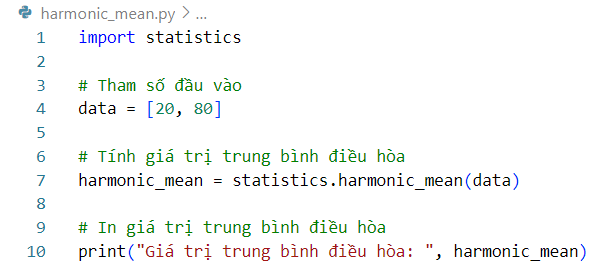 harmonic_mean.py > ...
1 import statistics
2
3 # Tham số đầu vào
4 data = [20, 80]
5
6 # Tính giá trị trung bình điều hòa
7 harmonic_mean = statistics.harmonic_mean(data)
8
9 # In giá trị trung bình điều hòa
10 print("Giá trị trung bình điều hòa: ", harmonic_mean)